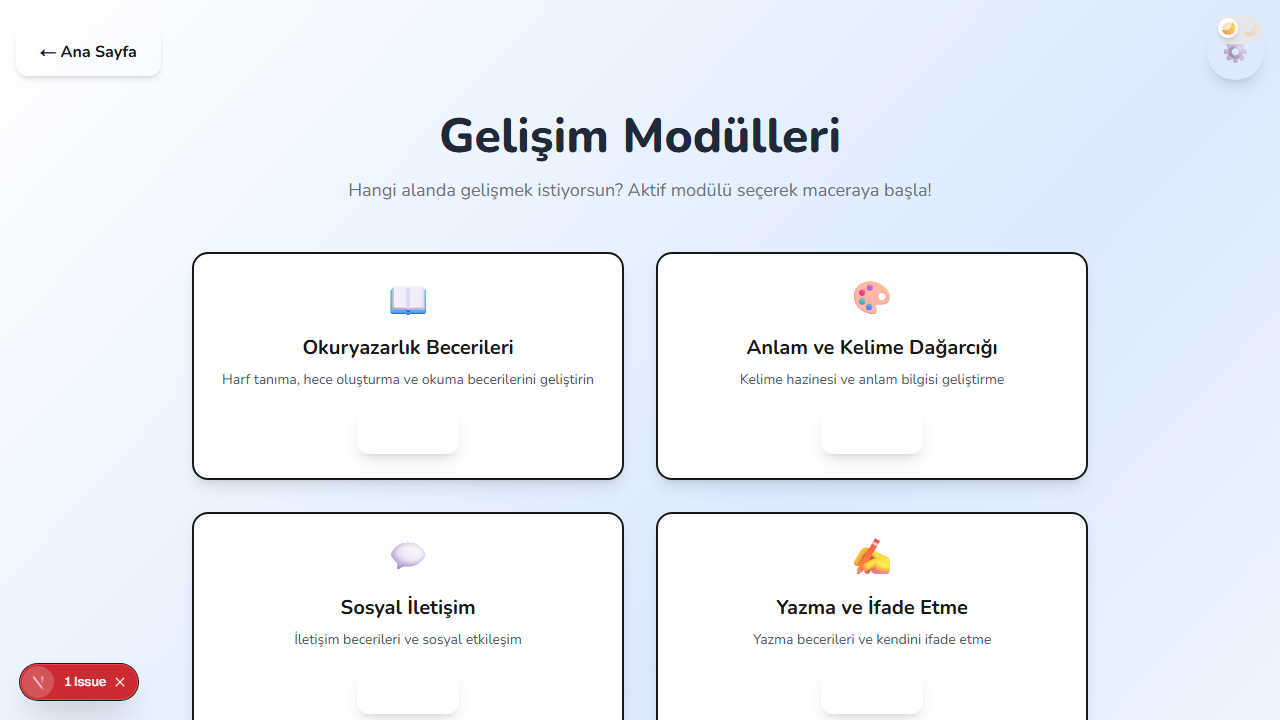 ← Ana Sayfa
Gelişim Modülleri
Hangi alanda gelişmek istiyorsun? Aktif modülü seçerek maceraya başla!
Okuryazarlık Becerileri
Harf tanıma, hece oluşturma ve okuma becerilerini geliştirin
Anlam ve Kelime Dağarcığı
Kelime hazinesi ve anlam bilgisi geliştirme
Sosyal İletişim
İletişim becerileri ve sosyal etkileşim
Yazma ve İfade Etme
Yazma becerileri ve kendini ifade etme
1 Issue